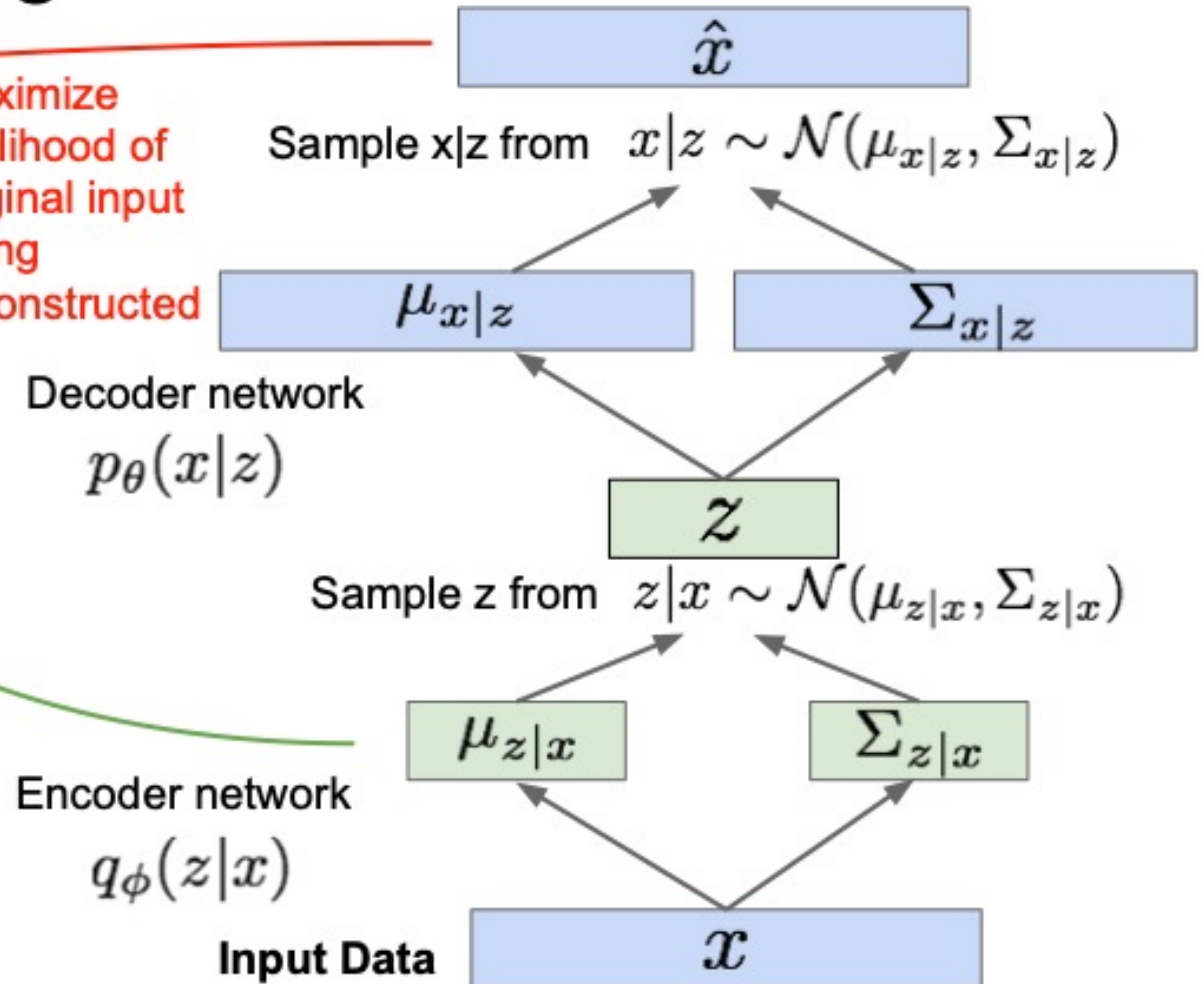 x̂
ximize
lihood of
ginal input
ng
onstructed
Sample x|z from x|z ∼ 𝒩(μ_{x|z}, Σ_{x|z})
μ_{x|z} Σ_{x|z}
Decoder network
p_θ(x|z)
z
Sample z from z|x ∼ 𝒩(μ_{z|x}, Σ_{z|x})
μ_{z|x} Σ_{z|x}
Encoder network
q_ϕ(z|x)
Input Data x